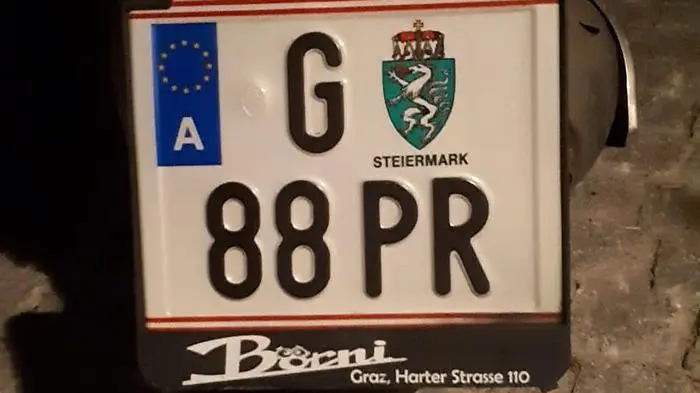 G
A
STEIERMARK
88 PR
Börni
Graz, Harter Strasse 110